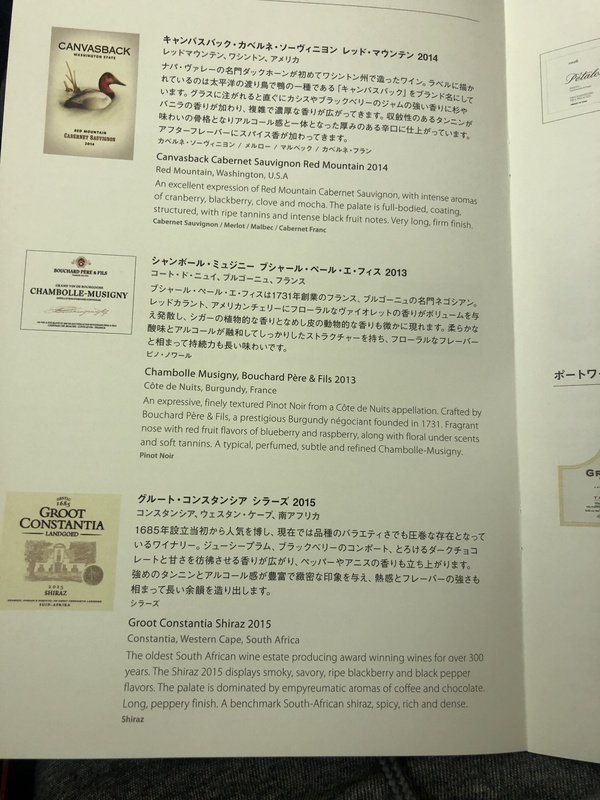 CANVASBACK
WASHINGTON STATE
RED MOUNTAIN
CABERNET SAUVIGNON
2014
キャンバスバック・カベルネ・ソーヴィニヨン レッド・マウンテン 2014
レッドマウンテン、ワシントン、アメリカ
ナパ・ヴァレーの名門ダックホーンが初めてワシントン州で造ったワイン。ラベルに描か
れているのは太平洋の渡り鳥で鴨の一種である「キャンバスバック」をブランド名にして
います。グラスに注がれると直ぐにカシスやブラックベリーのジャムの強い香りに杉や
バニラの香りが加わり、複雑で濃厚な香りが広がってきます。収斂性のあるタンニンが
味わいの骨格となりアルコール感と一体となった厚みのある辛口に仕上がっています。
アフターフレーバーにスパイス香が加わってきます。
カベルネ・ソーヴィニヨン / メルロー / マルベック / カベルネ・フラン
Canvasback Cabernet Sauvignon Red Mountain 2014
Red Mountain, Washington, U.S.A
An excellent expression of Red Mountain Cabernet Sauvignon, with intense aromas
of cranberry, blackberry, clove and mocha. The palate is full-bodied, coating,
structured, with ripe tannins and intense black fruit notes. Very long, firm finish.
Cabernet Sauvignon / Merlot / Malbec / Cabernet Franc
BOUCHARD PÈRE & FILS
GRAND VIN DE BOURGOGNE
CHAMBOLLE-MUSIGNY
シャンボール・ミュジニー ブシャール・ペール・エ・フィス 2013
コート・ド・ニュイ、ブルゴーニュ、フランス
ブシャール・ペール・エ・フィスは1731年創業のフランス、ブルゴーニュの名門ネゴシアン。
レッドカラント、アメリカンチェリーにフローラルなヴァイオレットの香りがボリュームを与
え発散し、シガーの植物的な香りとなめし皮の動物的な香りも微かに現れます。柔らかな
酸味とアルコールが融和してしっかりしたストラクチャーを持ち、フローラルなフレーバー
と相まって持続力も長い味わいです。
ピノ・ノワール
Chambolle Musigny, Bouchard Père & Fils 2013
Côte de Nuits, Burgundy, France
An expressive, finely textured Pinot Noir from a Côte de Nuits appellation. Crafted by
Bouchard Père & Fils, a prestigious Burgundy négociant founded in 1731. Fragrant
nose with red fruit flavors of blueberry and raspberry, along with floral under scents
and soft tannins. A typical, perfumed, subtle and refined Chambolle-Musigny.
Pinot Noir
1685
GROOT
CONSTANTIA
LANDGOED
2015
SHIRAZ
SUID-AFRIKA
グルート・コンスタンシア シラーズ 2015
コンスタンシア、ウェスタン・ケープ、南アフリカ
1685年設立当初から人気を博し、現在では品種のバラエティさでも圧巻な存在となって
いるワイナリー。ジューシープラム、ブラックベリーのコンポート、とろけるダークチョコ
レートと甘さを彷彿させる香りが広がり、ペッパーやアニスの香りも立ち上がります。
強めのタンニンとアルコール感が豊富で緻密な印象を与え、熱感とフレーバーの強さも
相まって長い余韻を造り出します。
シラーズ
Groot Constantia Shiraz 2015
Constantia, Western Cape, South Africa
The oldest South African wine estate producing award winning wines for over 300
years. The Shiraz 2015 displays smoky, savory, ripe blackberry and black pepper
flavors. The palate is dominated by empyreumatic aromas of coffee and chocolate.
Long, peppery finish. A benchmark South-African shiraz, spicy, rich and dense.
Shiraz
ポートワ